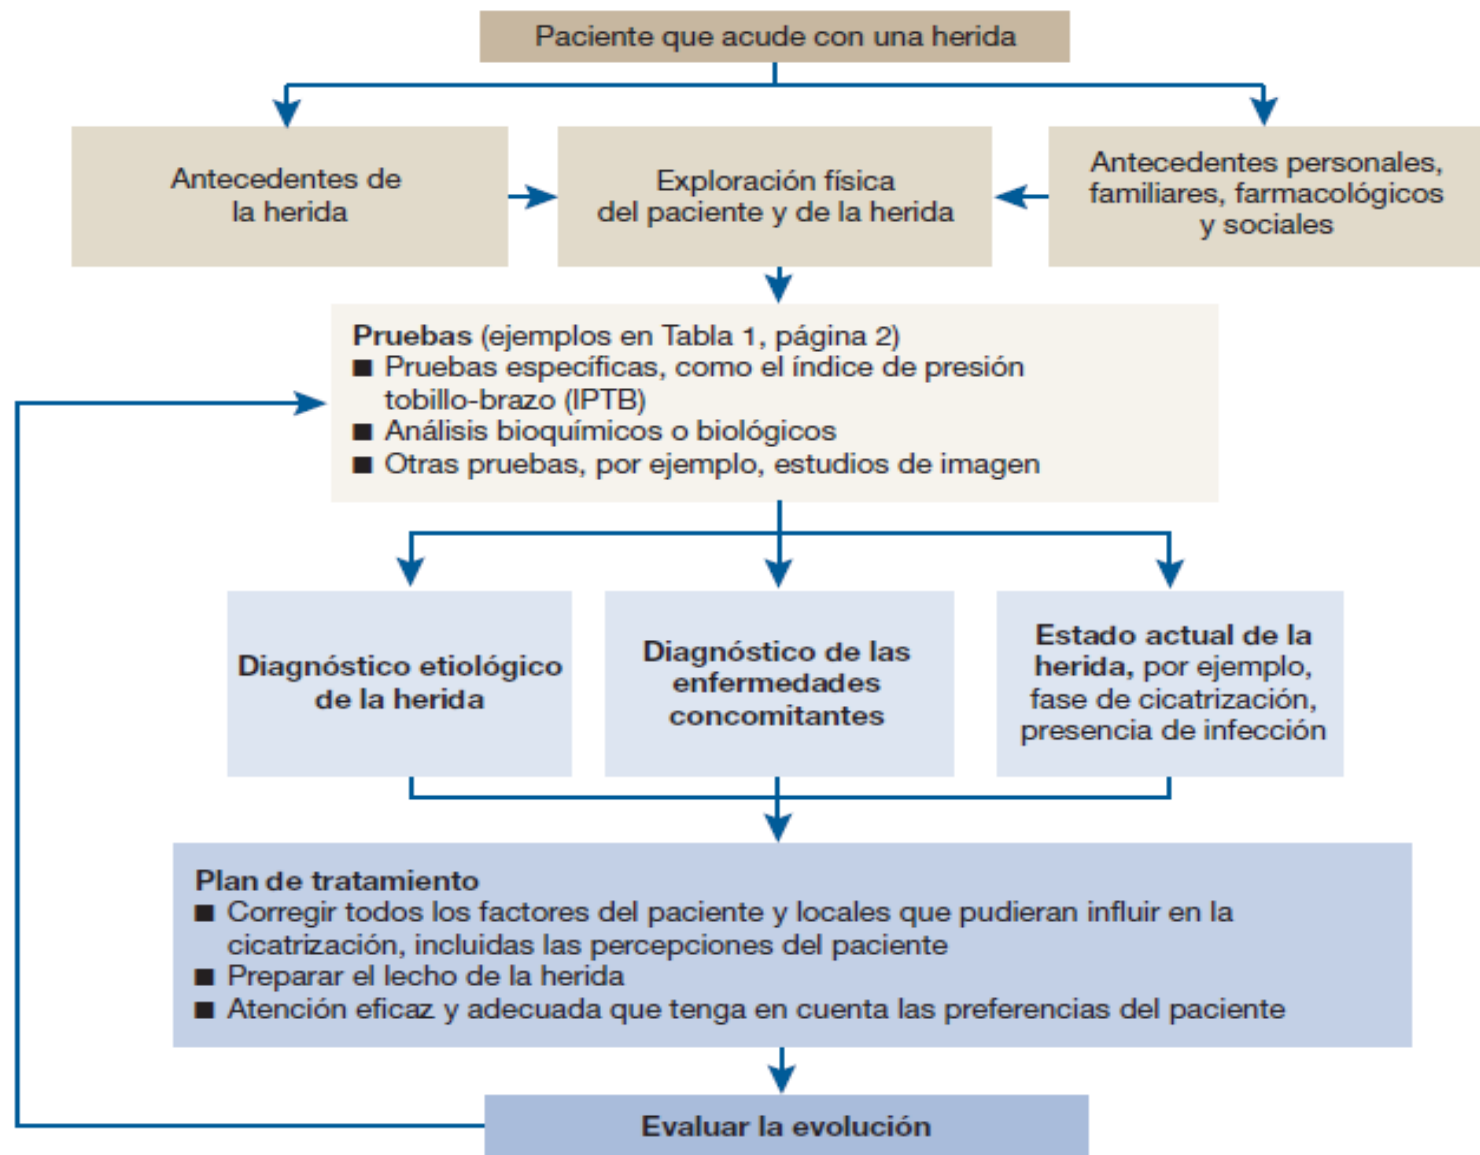 Paciente que acude con una herida
Antecedentes de
la herida
Exploración física
del paciente y de la herida
Antecedentes personales,
familiares, farmacológicos
y sociales
Pruebas (ejemplos en Tabla 1, página 2)
■ Pruebas específicas, como el índice de presión
tobillo-brazo (IPTB)
■ Análisis bioquímicos o biológicos
■ Otras pruebas, por ejemplo, estudios de imagen
Diagnóstico etiológico
de la herida
Diagnóstico de las
enfermedades
concomitantes
Estado actual de la
herida, por ejemplo,
fase de cicatrización,
presencia de infección
Plan de tratamiento
■ Corregir todos los factores del paciente y locales que pudieran influir en la
cicatrización, incluidas las percepciones del paciente
■ Preparar el lecho de la herida
■ Atención eficaz y adecuada que tenga en cuenta las preferencias del paciente
Evaluar la evolución